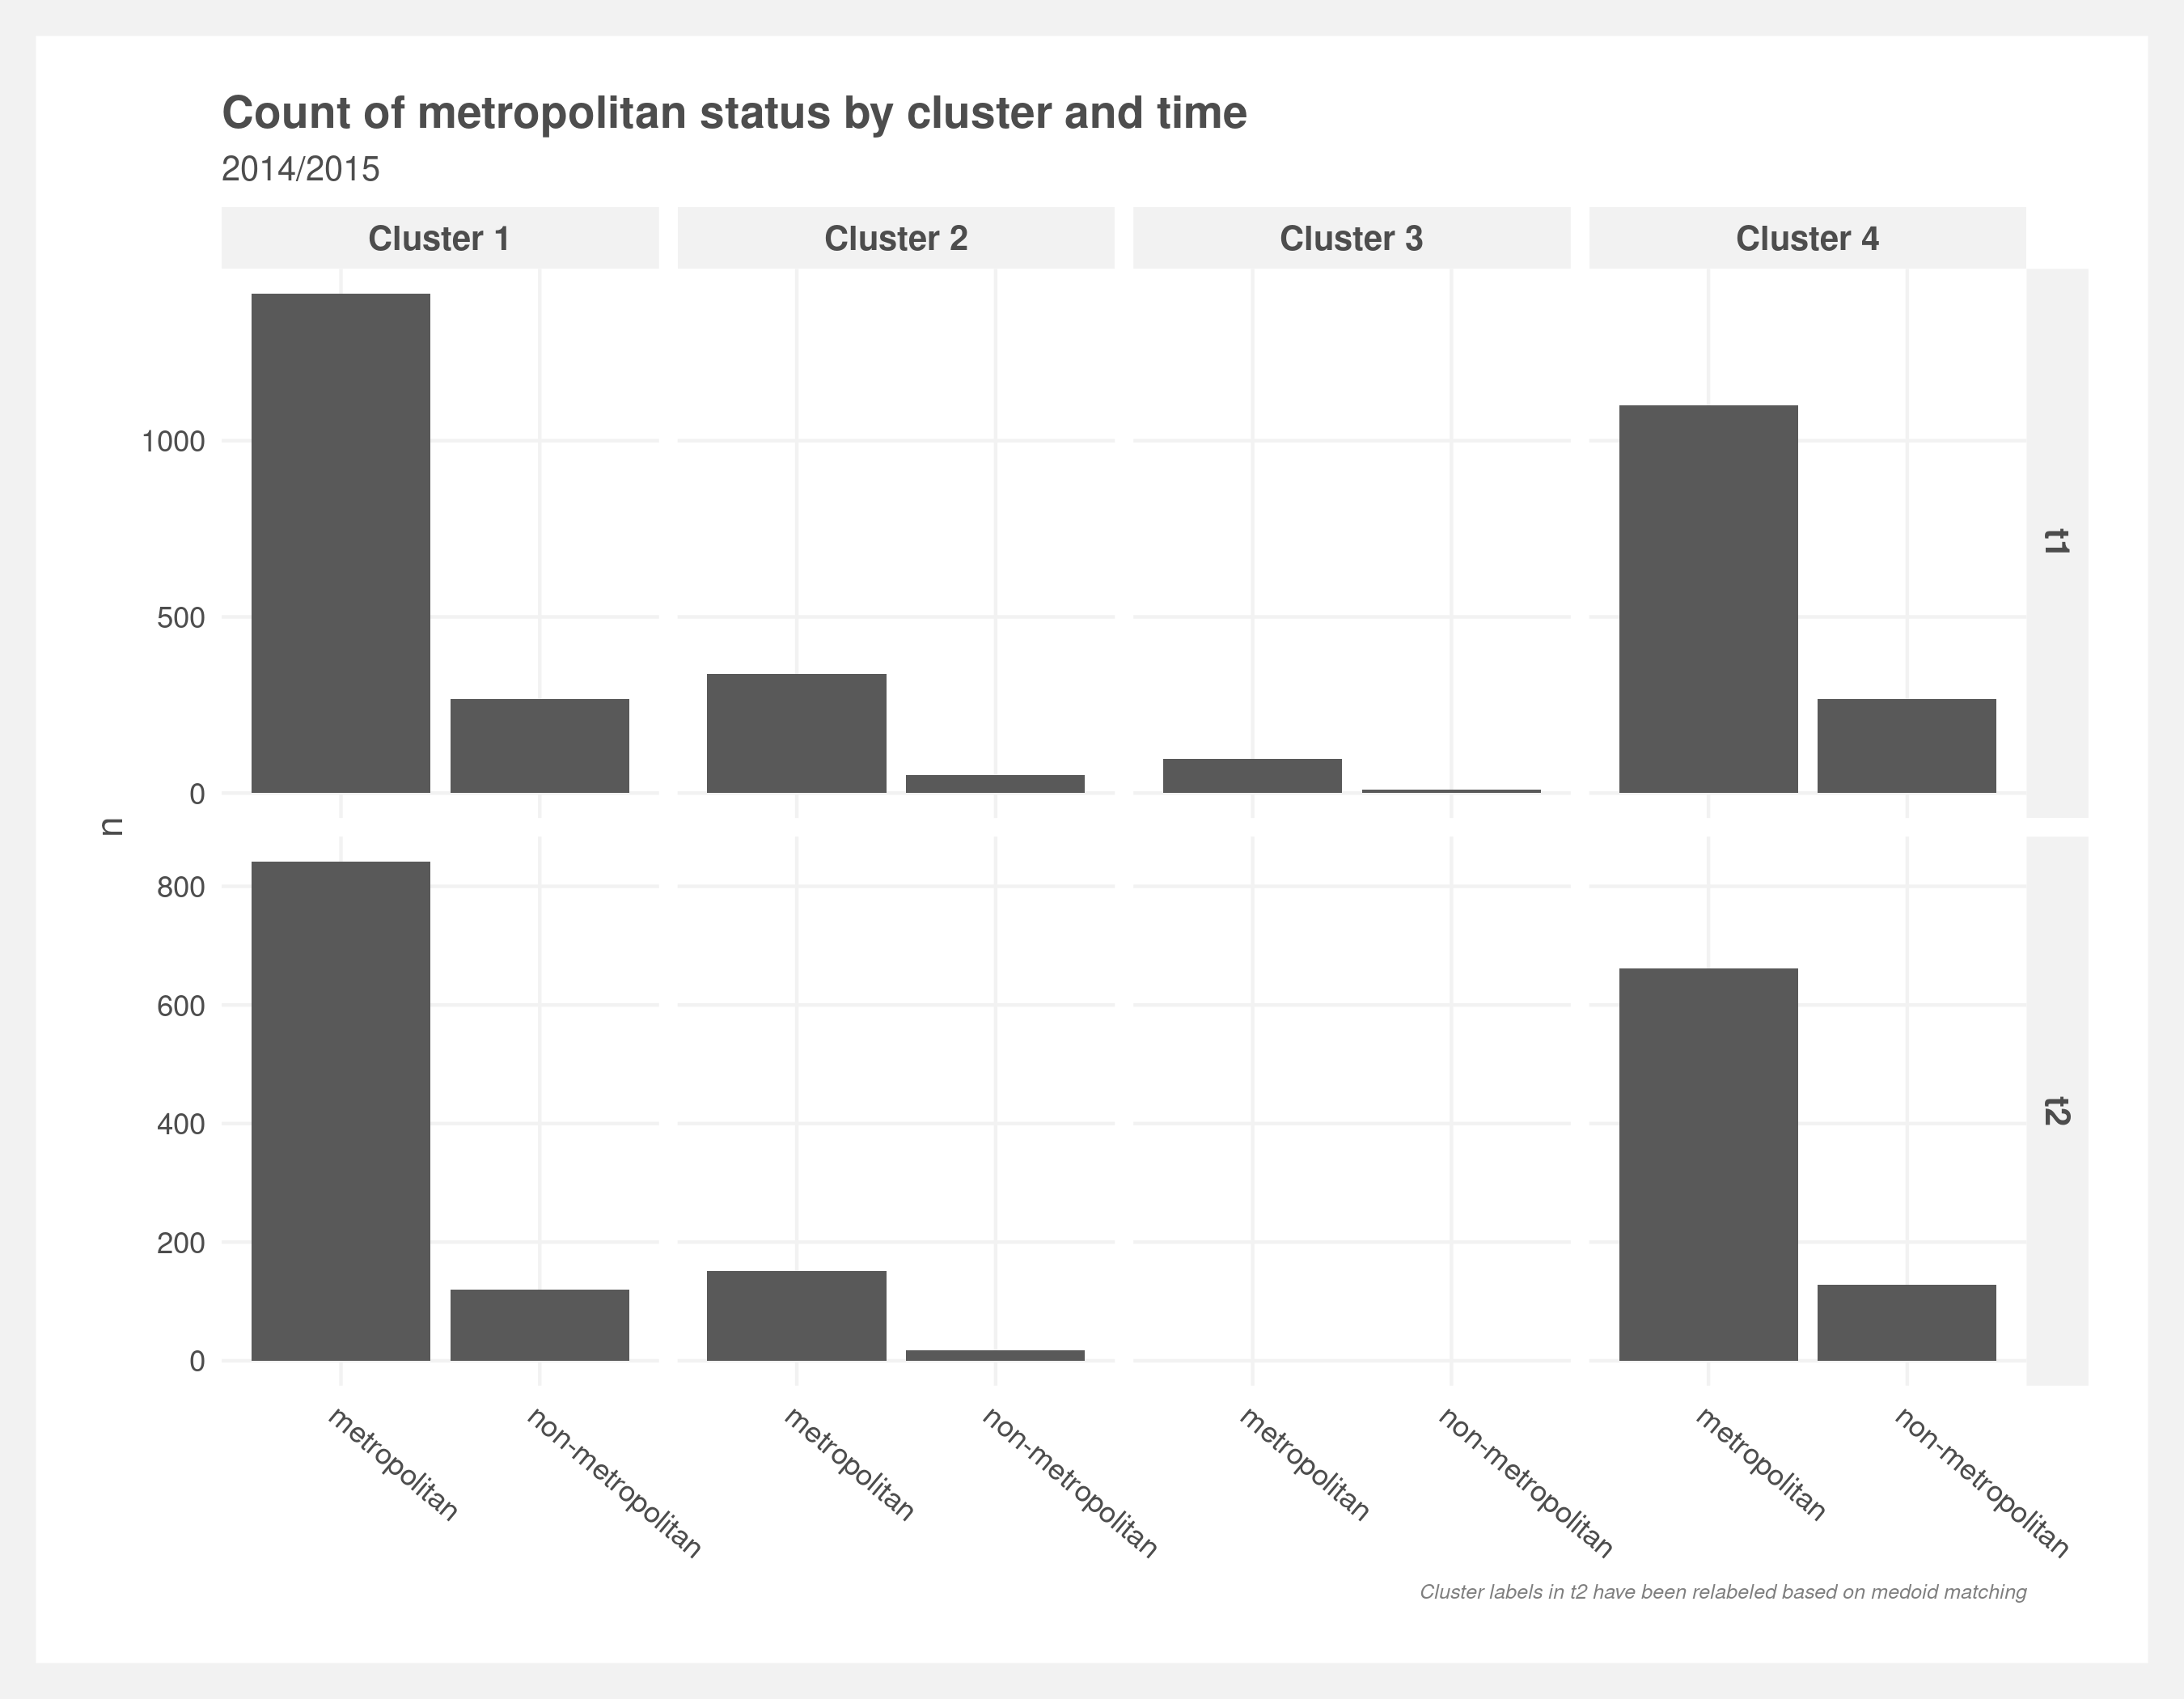 Count of metropolitan status by cluster and time
2014/2015
Cluster 1
Cluster 2
Cluster 3
Cluster 4
1000
500
0
t1
n
800
600
400
200
0
t2
metropolitan
non-metropolitan
metropolitan
non-metropolitan
metropolitan
non-metropolitan
metropolitan
non-metropolitan
Cluster labels in t2 have been relabeled based on medoid matching